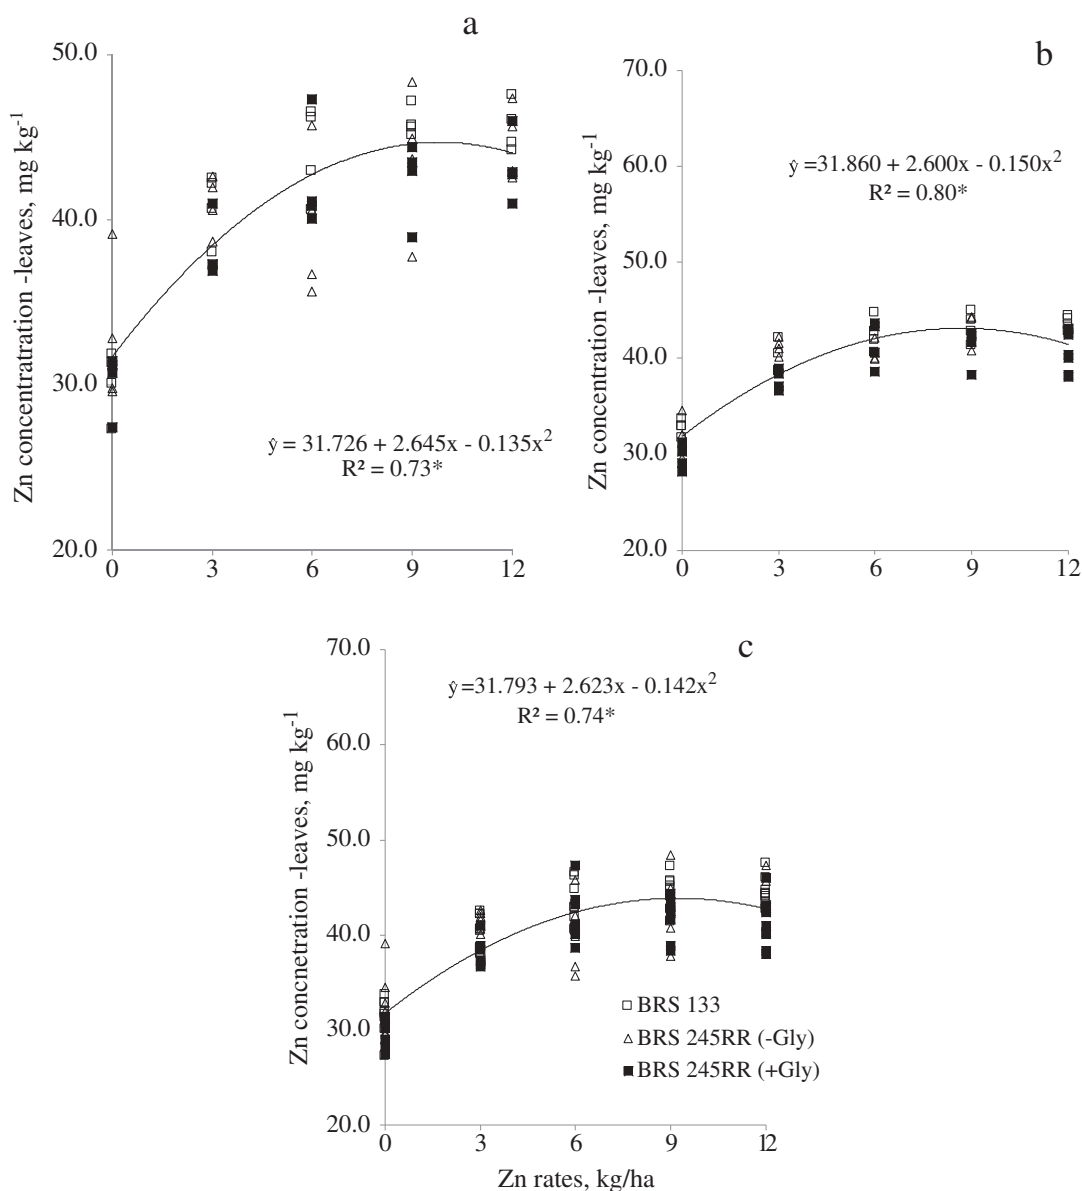 a
50.0
40.0
30.0
20.0
Zn concentratration -leaves, mg kg⁻¹
ŷ = 31.726 + 2.645x - 0.135x²
R² = 0.73*
0 3 6 9 12
b
70.0
60.0
50.0
40.0
30.0
20.0
Zn concentration -leaves, mg kg⁻¹
ŷ =31.860 + 2.600x - 0.150x²
R² = 0.80*
0 3 6 9 12
c
70.0
60.0
50.0
40.0
30.0
20.0
Zn concnetration -leaves, mg kg⁻¹
ŷ =31.793 + 2.623x - 0.142x²
R² = 0.74*
BRS 133
BRS 245RR (-Gly)
BRS 245RR (+Gly)
0 3 6 9 12
Zn rates, kg/ha